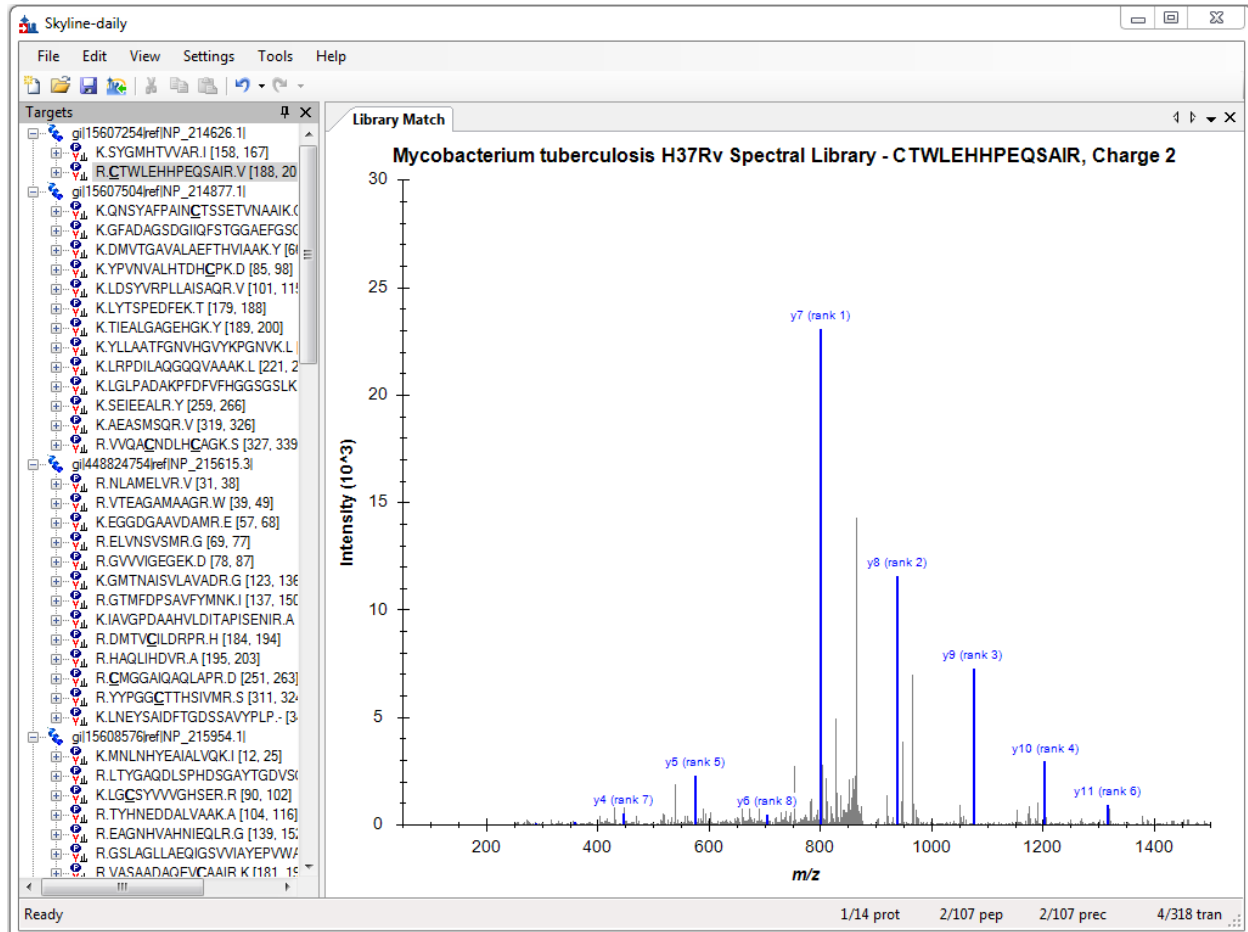 Skyline-daily
File Edit View Settings Tools Help
Targets
gi|15607254|ref|NP_214626.1|
K.SYGMHTVVAR.I [158, 167]
R.CTWLEHHPEQSAIR.V [188, 20
gi|15607504|ref|NP_214877.1|
K.QNSYAFPAINCTSSETVNAAIK.
K.GFADAGSDGIIQFSTGGAEFGSG
K.DMVTGAVALAEFTHVIAAK.Y [6
K.YPVNVALHTDHCPK.D [85, 98]
K.LDSYVRPLLAISAQR.V [101, 11
K.LYTSPEDFEK.T [179, 188]
K.TIEALGAGEHGK.Y [189, 200]
K.YLLAATFGNVHGVYKPGNVK.L
K.LRPDILAQGQQVAAAK.L [221, 2
K.LGLPADAKPFDFVFHGGSGSLK
K.SEIEEALR.Y [259, 266]
K.AEASMSQR.V [319, 326]
R.VVQACNDLHCAGK.S [327, 339
gi|448824754|ref|NP_215615.3|
R.NLAMELVR.V [31, 38]
R.VTEAGAMAAGR.W [39, 49]
K.EGGDGAAVDAMR.E [57, 68]
R.ELVNSVSMR.G [69, 77]
R.GVVVIGEGEK.D [78, 87]
K.GMTNAISVLAVADR.G [123, 136
R.GTMFDPSAVFYMNK.I [137, 150
K.IAVGPDAAHVLDITAPISENIR.A
R.DMTVCILDRPR.H [184, 194]
R.HAQLIHDVR.A [195, 203]
R.CMGGAIQAQLAPR.D [251, 263]
R.YYPGGCTTHSIVMR.S [311, 324
K.LNEYSAIDFTGDSSAVYPLP.- [3
gi|15608576|ref|NP_215954.1|
K.MNLNHYEAIALVQK.I [12, 25]
R.LTYGAQDLSPHDSGAYTGDVS
K.LGCSYVVVGHSER.R [90, 102]
R.TYHNEDDALVAAK.A [104, 116]
R.EAGNHVAHNIEQLR.G [139, 152
R.GSLAGLLAEQIGSVVIAYEPVWA
R.VASAADAQEVCAAIR.K [181, 19
Library Match
Mycobacterium tuberculosis H37Rv Spectral Library - CTWLEHHPEQSAIR, Charge 2
30
25
20
15
10
5
0
Intensity (10^3)
y7 (rank 1)
y8 (rank 2)
y9 (rank 3)
y10 (rank 4)
y5 (rank 5)
y11 (rank 6)
y4 (rank 7)
y6 (rank 8)
200 400 600 800 1000 1200 1400
m/z
Ready 1/14 prot 2/107 pep 2/107 prec 4/318 tran